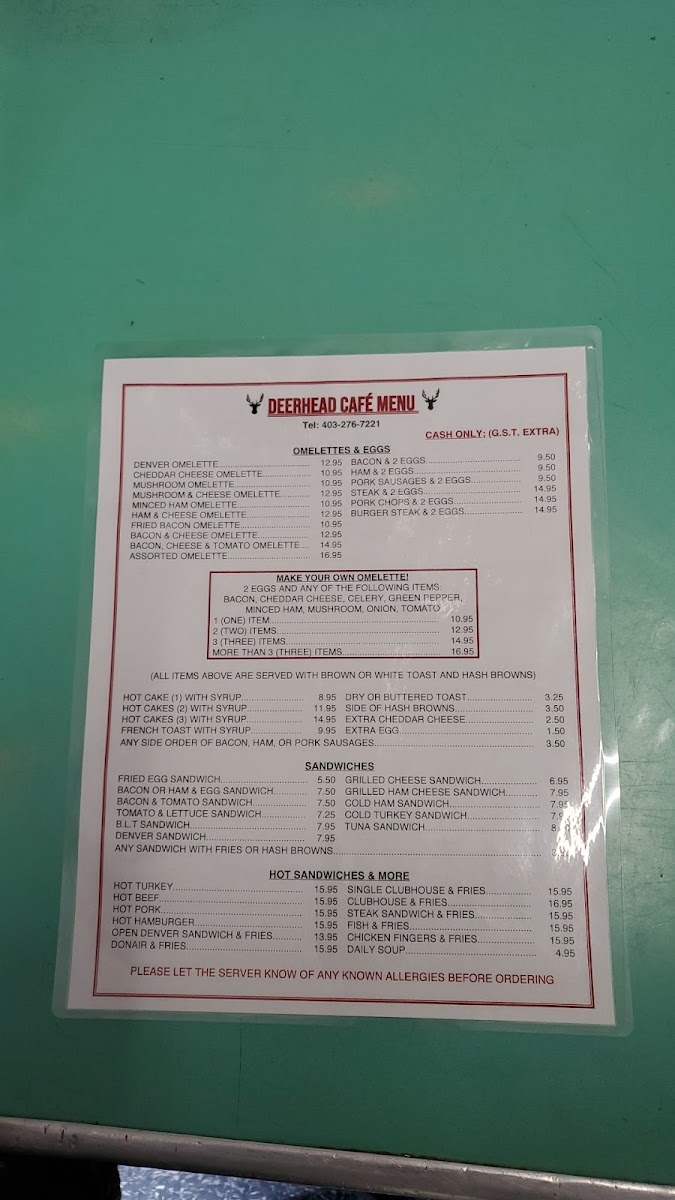 DEERHEAD CAFÉ MENU
Tel: 403-276-7221
CASH ONLY; (G.S.T. EXTRA)
OMELETTES & EGGS
DENVER OMELETTE 12.95 BACON & 2 EGGS 9.50
CHEDDAR CHEESE OMELETTE 10.95 HAM & 2 EGGS 9.50
MUSHROOM OMELETTE 10.95 PORK SAUSAGES & 2 EGGS 9.50
MUSHROOM & CHEESE OMELETTE 12.95 STEAK & 2 EGGS 14.95
MINCED HAM OMELETTE 10.95 PORK CHOPS & 2 EGGS 14.95
HAM & CHEESE OMELETTE 12.95 BURGER STEAK & 2 EGGS 14.95
FRIED BACON OMELETTE 10.95
BACON & CHEESE OMELETTE 12.95
BACON, CHEESE & TOMATO OMELETTE 14.95
ASSORTED OMELETTE 16.95
MAKE YOUR OWN OMELETTE!
2 EGGS AND ANY OF THE FOLLOWING ITEMS:
BACON, CHEDDAR CHEESE, CELERY, GREEN PEPPER,
MINCED HAM, MUSHROOM, ONION, TOMATO
1 (ONE) ITEM 10.95
2 (TWO) ITEMS 12.95
3 (THREE) ITEMS 14.95
MORE THAN 3 (THREE) ITEMS 16.95
(ALL ITEMS ABOVE ARE SERVED WITH BROWN OR WHITE TOAST AND HASH BROWNS)
HOT CAKE (1) WITH SYRUP 8.95 DRY OR BUTTERED TOAST 3.25
HOT CAKES (2) WITH SYRUP 11.95 SIDE OF HASH BROWNS 3.50
HOT CAKES (3) WITH SYRUP 14.95 EXTRA CHEDDAR CHEESE 2.50
FRENCH TOAST WITH SYRUP 9.95 EXTRA EGG 1.50
ANY SIDE ORDER OF BACON, HAM, OR PORK SAUSAGES 3.50
SANDWICHES
FRIED EGG SANDWICH 5.50 GRILLED CHEESE SANDWICH 6.95
BACON OR HAM & EGG SANDWICH 7.50 GRILLED HAM CHEESE SANDWICH 7.95
BACON & TOMATO SANDWICH 7.50 COLD HAM SANDWICH 7.95
TOMATO & LETTUCE SANDWICH 7.25 COLD TURKEY SANDWICH
B.L.T SANDWICH 7.95 TUNA SANDWICH
DENVER SANDWICH 7.95
ANY SANDWICH WITH FRIES OR HASH BROWNS
HOT SANDWICHES & MORE
HOT TURKEY 15.95 SINGLE CLUBHOUSE & FRIES 15.95
HOT BEEF 15.95 CLUBHOUSE & FRIES 16.95
HOT PORK 15.95 STEAK SANDWICH & FRIES 15.95
HOT HAMBURGER 15.95 FISH & FRIES 15.95
OPEN DENVER SANDWICH & FRIES 13.95 CHICKEN FINGERS & FRIES 15.95
DONAIR & FRIES 15.95 DAILY SOUP 4.95
PLEASE LET THE SERVER KNOW OF ANY KNOWN ALLERGIES BEFORE ORDERING